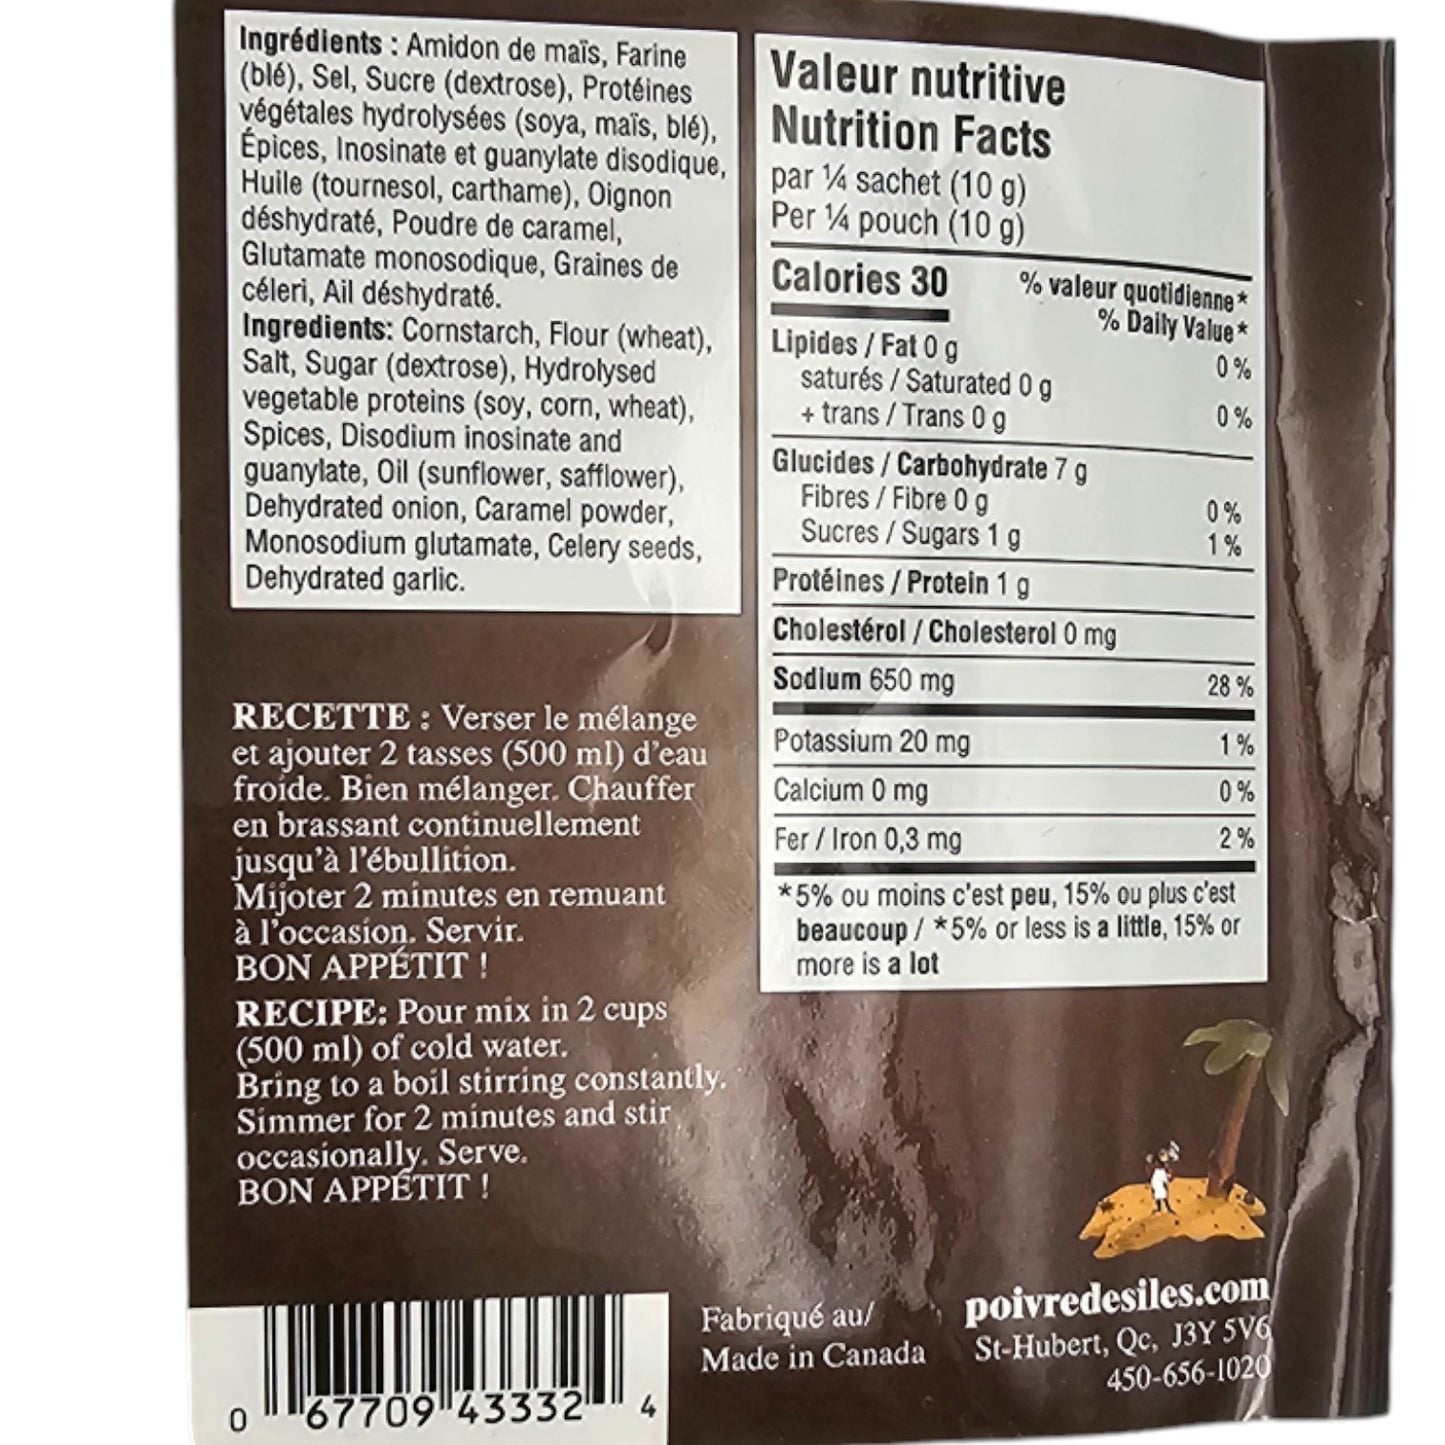 Ingrédients : Amidon de maïs, Farine
(blé), Sel, Sucre (dextrose), Protéines
végétales hydrolysées (soya, maïs, blé),
Épices, Inosinate et guanylate disodique,
Huile (tournesol, carthame), Oignon
déshydraté, Poudre de caramel,
Glutamate monosodique, Graines de
céleri, Ail déshydraté.
Ingredients: Cornstarch, Flour (wheat),
Salt, Sugar (dextrose), Hydrolysed
vegetable proteins (soy, corn, wheat),
Spices, Disodium inosinate and
guanylate, Oil (sunflower, safflower),
Dehydrated onion, Caramel powder,
Monosodium glutamate, Celery seeds,
Dehydrated garlic.
RECETTE : Verser le mélange
et ajouter 2 tasses (500 ml) d'eau
froide. Bien mélanger. Chauffer
en brassant continuellement
jusqu'à l'ébullition.
Mijoter 2 minutes en remuant
à l'occasion. Servir.
BON APPÉTIT !
RECIPE: Pour mix in 2 cups
(500 ml) of cold water.
Bring to a boil stirring constantly.
Simmer for 2 minutes and stir
occasionally. Serve.
BON APPÉTIT !
0 67709 43332 4
Valeur nutritive
Nutrition Facts
par ¼ sachet (10 g)
Per ¼ pouch (10 g)
Calories 30 % valeur quotidienne*
% Daily Value*
Lipides / Fat 0 g 0 %
saturés / Saturated 0 g
+ trans / Trans 0 g 0 %
Glucides / Carbohydrate 7 g
Fibres / Fibre 0 g 0 %
Sucres / Sugars 1 g 1 %
Protéines / Protein 1 g
Cholestérol / Cholesterol 0 mg
Sodium 650 mg 28 %
Potassium 20 mg 1 %
Calcium 0 mg 0 %
Fer / Iron 0,3 mg 2 %
*5% ou moins c'est peu, 15% ou plus c'est
beaucoup / *5% or less is a little, 15% or
more is a lot
Fabriqué au/
Made in Canada
poivredesiles.com
St-Hubert, Qc, J3Y 5V6
450-656-1020